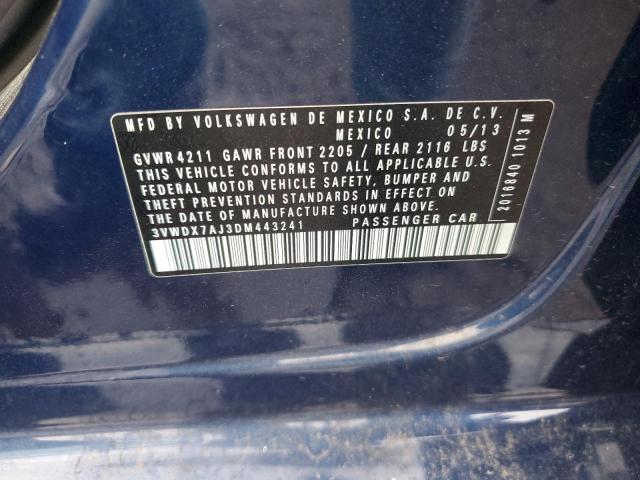 MFD BY VOLKSWAGEN DE MEXICO S.A. DE C.V.
MEXICO 05/13
GVWR 4211 GAWR FRONT 2205 / REAR 2116 LBS
THIS VEHICLE CONFORMS TO ALL APPLICABLE U.S.
FEDERAL MOTOR VEHICLE SAFETY, BUMPER AND
THEFT PREVENTION STANDARDS IN EFFECT ON
THE DATE OF MANUFACTURE SHOWN ABOVE.
3VWDX7AJ3DM443241 PASSENGER CAR
2016840 1013 M